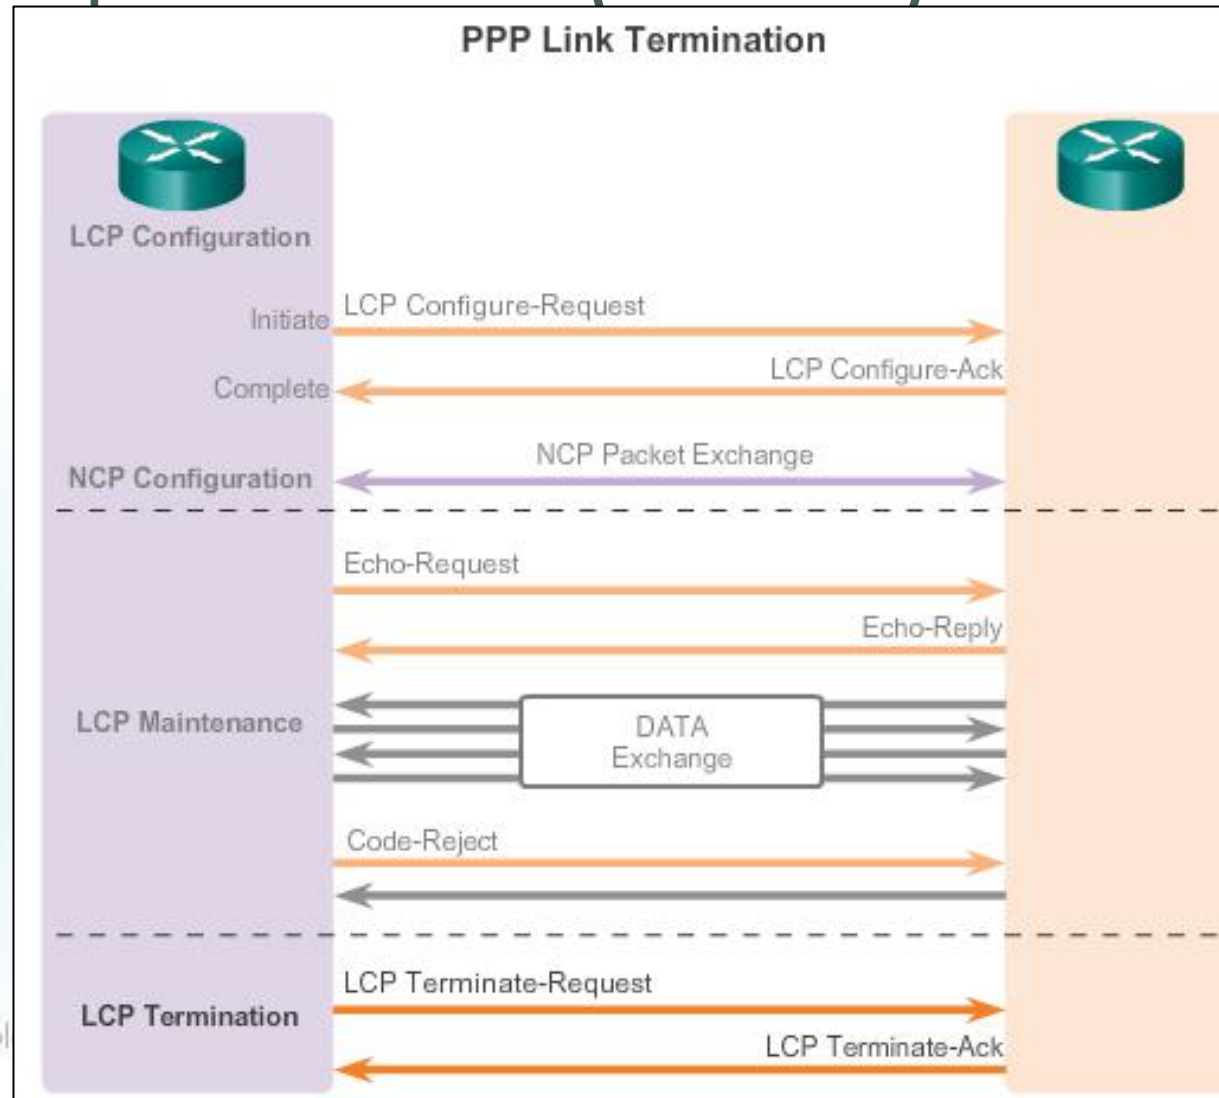 PPP Link Termination
LCP Configuration
Initiate
LCP Configure-Request
LCP Configure-Ack
Complete
NCP Packet Exchange
NCP Configuration
Echo-Request
Echo-Reply
LCP Maintenance
DATA
Exchange
Code-Reject
LCP Terminate-Request
LCP Termination
LCP Terminate-Ack